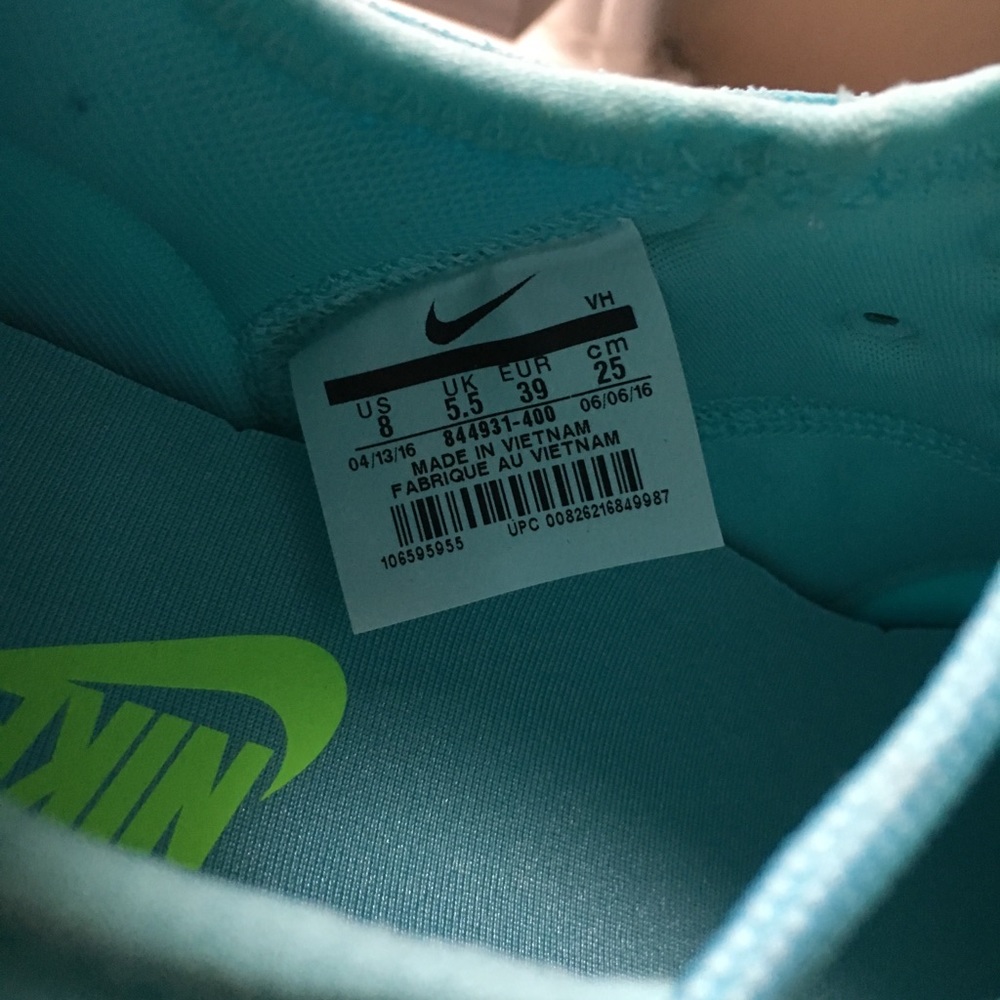 VH
US UK EUR cm
8 5.5 39 25
844931-400
04/13/16 06/06/16
MADE IN VIETNAM
FABRIQUE AU VIETNAM
106595955 UPC 00826216849987
NIKE